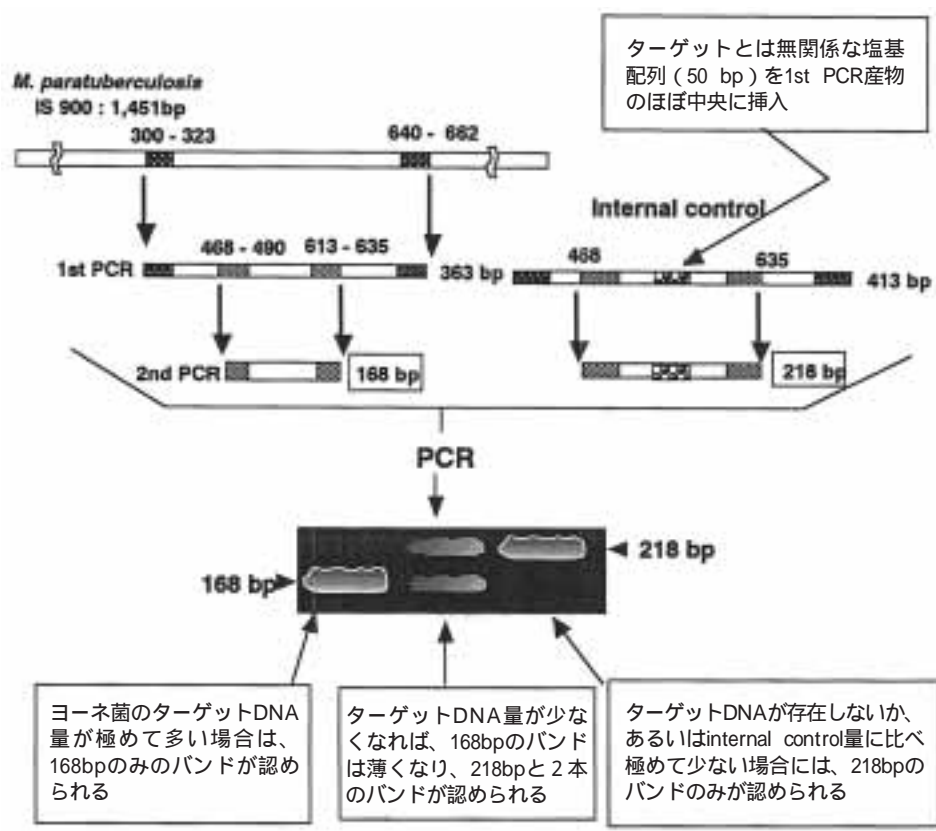 ターゲットとは無関係な塩基
配列（50 bp）を1st PCR産物
のほぼ中央に挿入
M. paratuberculosis
IS 900 : 1,451bp
300 - 323
640 - 662
Internal control
468 - 490
613 - 635
1st PCR
363 bp
468
635
413 bp
2nd PCR
168 bp
218 bp
PCR
218 bp
168 bp
ヨーネ菌のターゲットDNA
量が極めて多い場合は、
168bpのみのバンドが認め
られる
ターゲットDNA量が少な
くなれば、168bpのバンド
は薄くなり、218bpと２本
のバンドが認められる
ターゲットDNAが存在しないか、
あるいはinternal control量に比べ
極めて少ない場合には、218bpの
バンドのみが認められる